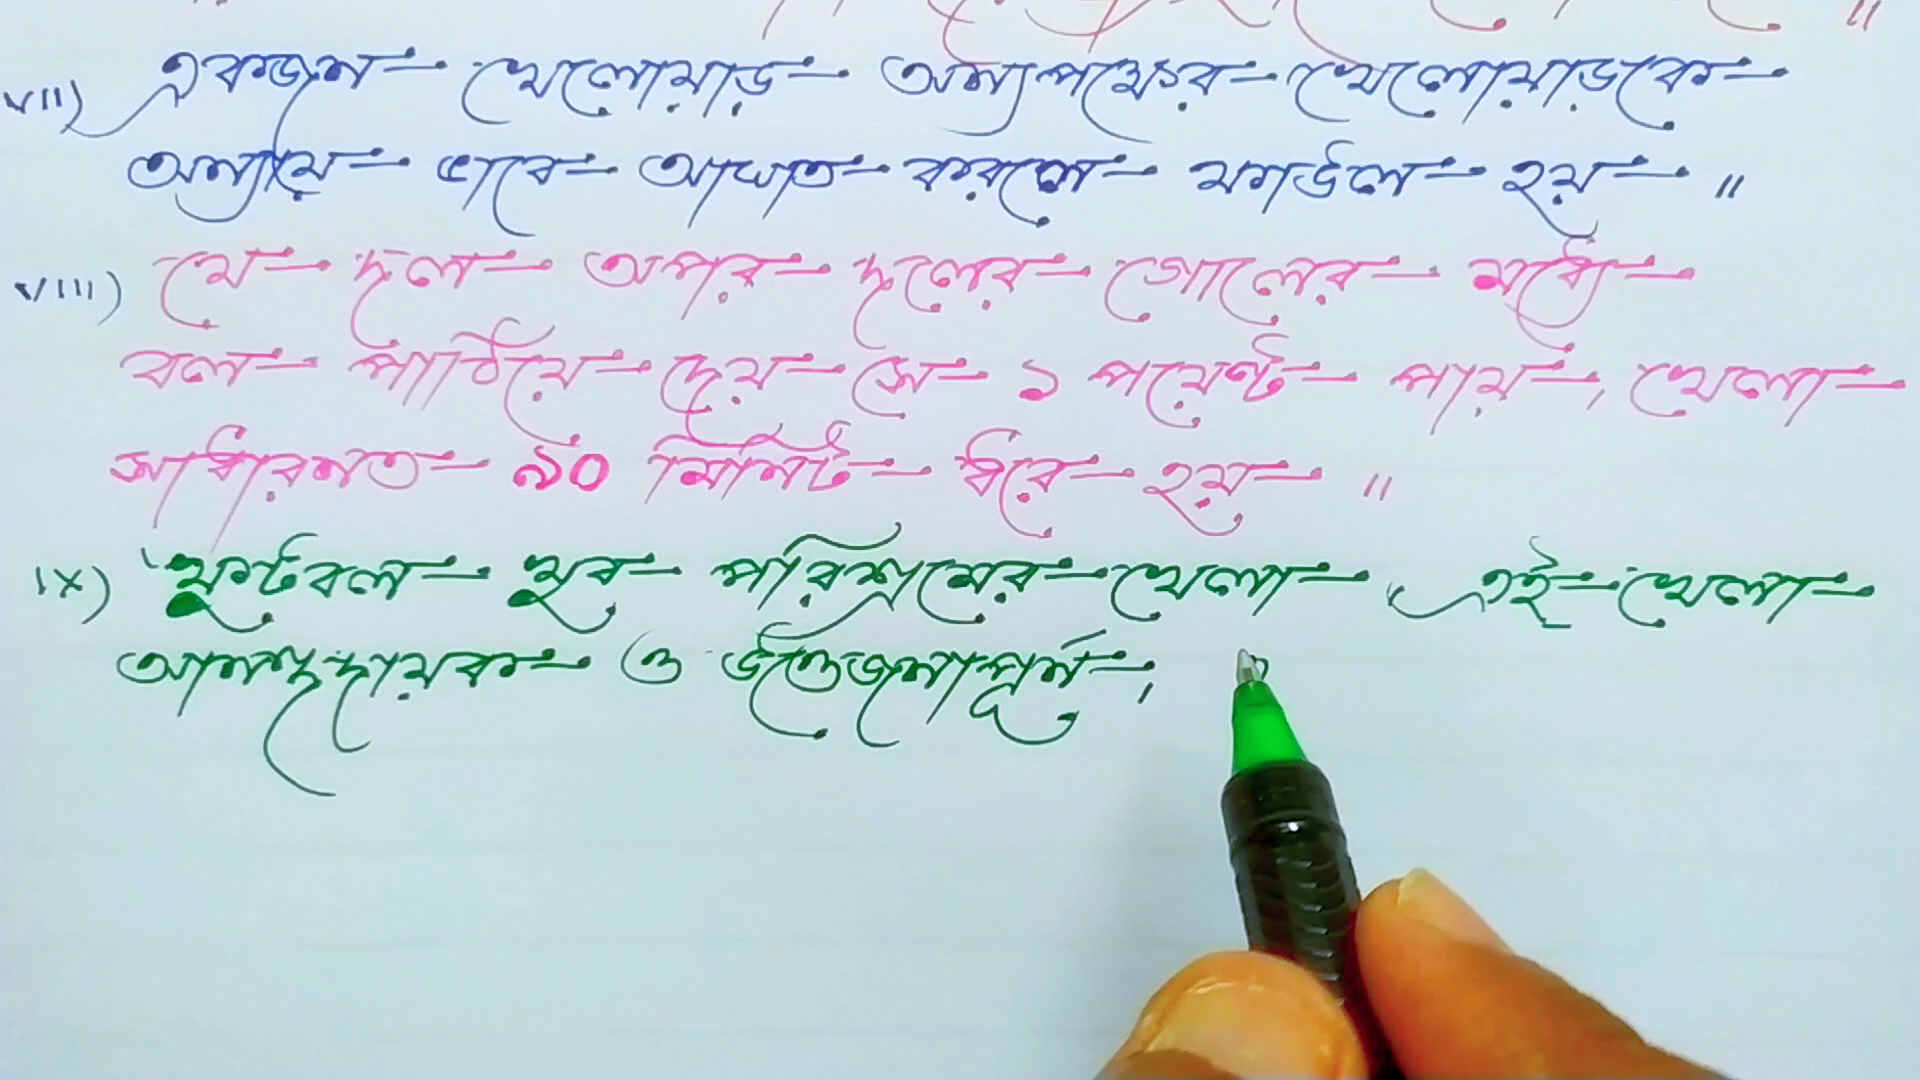 vii) একজন খেলোয়াড় অন্যপক্ষের খেলোয়াড়কে
অন্যায় ভাবে আঘাত করলে ফাউল হয় ॥
viii) যে দল অপর দলের গোলের মধ্যে
বল পাঠিয়ে দেয় সে ১ পয়েন্ট পায়, খেলা
সাধারণত ৯০ মিনিট ধরে হয় ॥
ix) ফুটবল খুব পরিশ্রমের খেলা, এই খেলা
আনন্দদায়ক ও উত্তেজনাপূর্ণ,